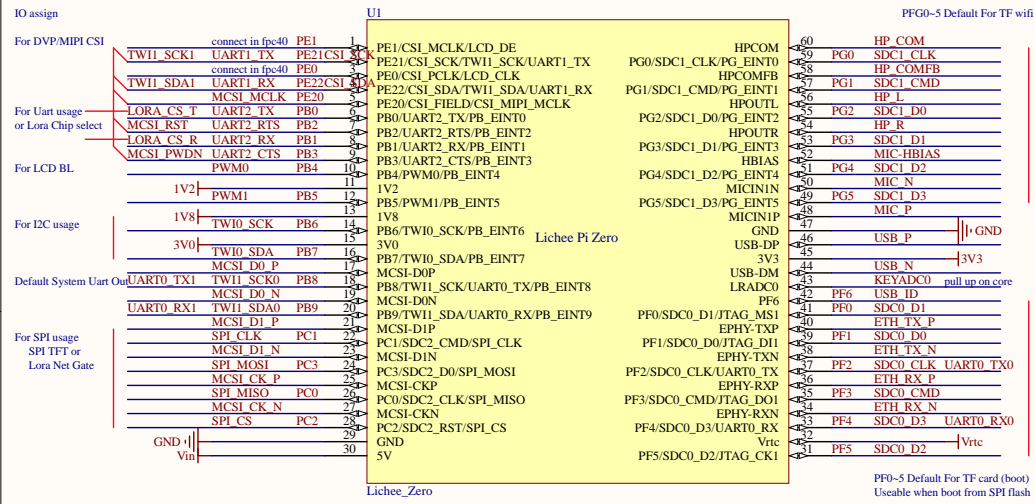 IO assign
U1
PFG0~5 Default For TF wifi
For DVP/MIPI CSI
connect in fpc40 PE1 1 PE1/CSI_MCLK/LCD_DE HPCOM 60 HP_COM
TWI1_SCK1 UART1_TX PE21CSI_SCK 2 PE21/CSI_SCK/TWI1_SCK/UART1_TX PG0/SDC1_CLK/PG_EINT0 59 PG0 SDC1_CLK
connect in fpc40 PE0 3 PE0/CSI_PCLK/LCD_CLK HPCOMFB 58 HP_COMFB
TWI1_SDA1 UART1_RX PE22CSI_SDA 4 PE22/CSI_SDA/TWI1_SDA/UART1_RX PG1/SDC1_CMD/PG_EINT1 57 PG1 SDC1_CMD
MCSI_MCLK PE20 5 PE20/CSI_FIELD/CSI_MIPI_MCLK HPOUTL 56 HP_L
For Uart usage
or Lora Chip select
LORA_CS_T UART2_TX PB0 6 PB0/UART2_TX/PB_EINT0 PG2/SDC1_D0/PG_EINT2 55 PG2 SDC1_D0
MCSI_RST UART2_RTS PB2 7 PB2/UART2_RTS/PB_EINT2 HPOUTR 54 HP_R
LORA_CS_R UART2_RX PB1 8 PB1/UART2_RX/PB_EINT1 PG3/SDC1_D1/PG_EINT3 53 PG3 SDC1_D1
MCSI_PWDN UART2_CTS PB3 9 PB3/UART2_CTS/PB_EINT3 HBIAS 52 MIC-HBIAS
For LCD BL
PWM0 PB4 10 PB4/PWM0/PB_EINT4 PG4/SDC1_D2/PG_EINT4 51 PG4 SDC1_D2
1V2 11 1V2 MICIN1N 50 MIC_N
PWM1 PB5 12 PB5/PWM1/PB_EINT5 PG5/SDC1_D3/PG_EINT5 49 PG5 SDC1_D3
1V8 13 1V8 MICIN1P 48 MIC_P
For I2C usage
TWI0_SCK PB6 14 PB6/TWI0_SCK/PB_EINT6 GND 47 GND
Lichee Pi Zero
3V0 15 3V0 USB-DP 46 USB_P
TWI0_SDA PB7 16 PB7/TWI0_SDA/PB_EINT7 3V3 45 3V3
MCSI_D0_P 17 MCSI-D0P USB-DM 44 USB_N
Default System Uart Out
UART0_TX1 TWI1_SCK0 PB8 18 PB8/TWI1_SCK/UART0_TX/PB_EINT8 LRADC0 43 KEYADC0 pull up on core
MCSI_D0_N 19 MCSI-D0N PF6 42 PF6 USB_ID
UART0_RX1 TWI1_SDA0 PB9 20 PB9/TWI1_SDA/UART0_RX/PB_EINT9 PF0/SDC0_D1/JTAG_MS1 41 PF0 SDC0_D1
MCSI_D1_P 21 MCSI-D1P EPHY-TXP 40 ETH_TX_P
For SPI usage
SPI TFT or
Lora Net Gate
SPI_CLK PC1 22 PC1/SDC2_CMD/SPI_CLK PF1/SDC0_D0/JTAG_DI1 39 PF1 SDC0_D0
MCSI_D1_N 23 MCSI-D1N EPHY-TXN 38 ETH_TX_N
SPI_MOSI PC3 24 PC3/SDC2_D0/SPI_MOSI PF2/SDC0_CLK/UART0_TX 37 PF2 SDC0_CLK UART0_TX0
MCSI_CK_P 25 MCSI-CKP EPHY-RXP 36 ETH_RX_P
SPI_MISO PC0 26 PC0/SDC2_CLK/SPI_MISO PF3/SDC0_CMD/JTAG_DO1 35 PF3 SDC0_CMD
MCSI_CK_N 27 MCSI-CKN EPHY-RXN 34 ETH_RX_N
SPI_CS PC2 28 PC2/SDC2_RST/SPI_CS PF4/SDC0_D3/UART0_RX 33 PF4 SDC0_D3 UART0_RX0
GND 29 GND Vrtc 32 Vrtc
Vin 30 5V PF5/SDC0_D2/JTAG_CK1 31 PF5 SDC0_D2
Lichee_Zero
PF0~5 Default For TF card (boot)
Useable when boot from SPI flash